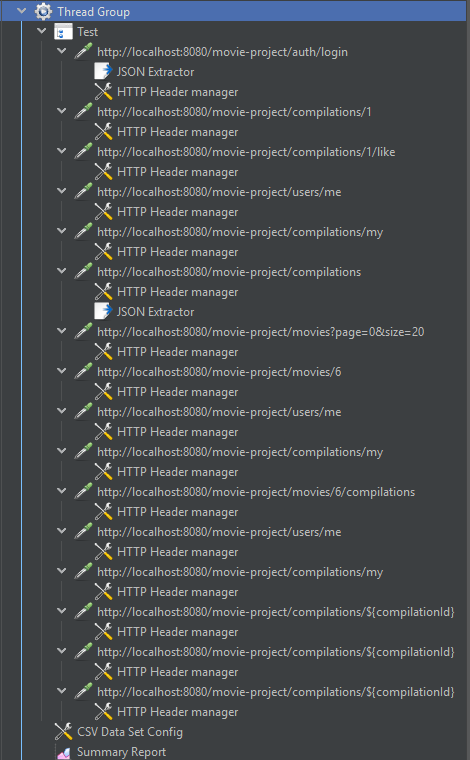 Thread Group
Test
http://localhost:8080/movie-project/auth/login
JSON Extractor
HTTP Header manager
http://localhost:8080/movie-project/compilations/1
HTTP Header manager
http://localhost:8080/movie-project/compilations/1/like
HTTP Header manager
http://localhost:8080/movie-project/users/me
HTTP Header manager
http://localhost:8080/movie-project/compilations/my
HTTP Header manager
http://localhost:8080/movie-project/compilations
HTTP Header manager
JSON Extractor
http://localhost:8080/movie-project/movies?page=0&size=20
HTTP Header manager
http://localhost:8080/movie-project/movies/6
HTTP Header manager
http://localhost:8080/movie-project/users/me
HTTP Header manager
http://localhost:8080/movie-project/compilations/my
HTTP Header manager
http://localhost:8080/movie-project/movies/6/compilations
HTTP Header manager
http://localhost:8080/movie-project/users/me
HTTP Header manager
http://localhost:8080/movie-project/compilations/my
HTTP Header manager
http://localhost:8080/movie-project/compilations/${compilationId}
HTTP Header manager
http://localhost:8080/movie-project/compilations/${compilationId}
HTTP Header manager
http://localhost:8080/movie-project/compilations/${compilationId}
HTTP Header manager
CSV Data Set Config
Summary Report